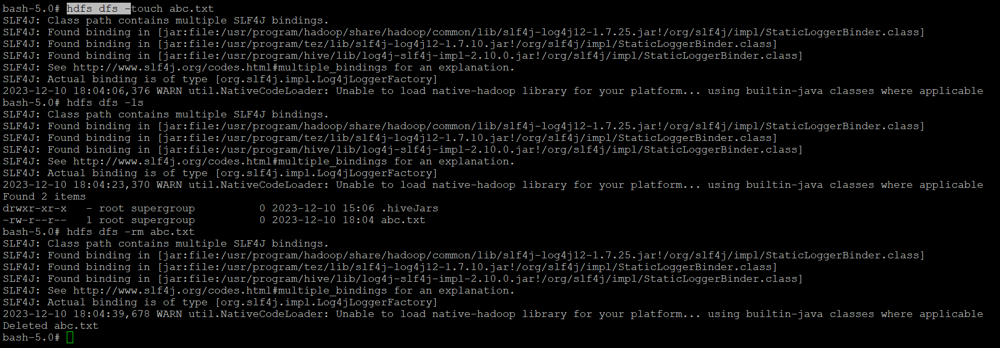 bash-5.0# hdfs dfs -touch abc.txt
SLF4J: Class path contains multiple SLF4J bindings.
SLF4J: Found binding in [jar:file:/usr/program/hadoop/share/hadoop/common/lib/slf4j-log4j12-1.7.25.jar!/org/slf4j/impl/StaticLoggerBinder.class]
SLF4J: Found binding in [jar:file:/usr/program/tez/lib/slf4j-log4j12-1.7.10.jar!/org/slf4j/impl/StaticLoggerBinder.class]
SLF4J: Found binding in [jar:file:/usr/program/hive/lib/log4j-slf4j-impl-2.10.0.jar!/org/slf4j/impl/StaticLoggerBinder.class]
SLF4J: See http://www.slf4j.org/codes.html#multiple_bindings for an explanation.
SLF4J: Actual binding is of type [org.slf4j.impl.Log4jLoggerFactory]
2023-12-10 18:04:06,376 WARN util.NativeCodeLoader: Unable to load native-hadoop library for your platform... using builtin-java classes where applicable
bash-5.0# hdfs dfs -ls
SLF4J: Class path contains multiple SLF4J bindings.
SLF4J: Found binding in [jar:file:/usr/program/hadoop/share/hadoop/common/lib/slf4j-log4j12-1.7.25.jar!/org/slf4j/impl/StaticLoggerBinder.class]
SLF4J: Found binding in [jar:file:/usr/program/tez/lib/slf4j-log4j12-1.7.10.jar!/org/slf4j/impl/StaticLoggerBinder.class]
SLF4J: Found binding in [jar:file:/usr/program/hive/lib/log4j-slf4j-impl-2.10.0.jar!/org/slf4j/impl/StaticLoggerBinder.class]
SLF4J: See http://www.slf4j.org/codes.html#multiple_bindings for an explanation.
SLF4J: Actual binding is of type [org.slf4j.impl.Log4jLoggerFactory]
2023-12-10 18:04:23,370 WARN util.NativeCodeLoader: Unable to load native-hadoop library for your platform... using builtin-java classes where applicable
Found 2 items
drwxr-xr-x   - root supergroup          0 2023-12-10 15:06 .hiveJars
-rw-r--r--   1 root supergroup          0 2023-12-10 18:04 abc.txt
bash-5.0# hdfs dfs -rm abc.txt
SLF4J: Class path contains multiple SLF4J bindings.
SLF4J: Found binding in [jar:file:/usr/program/hadoop/share/hadoop/common/lib/slf4j-log4j12-1.7.25.jar!/org/slf4j/impl/StaticLoggerBinder.class]
SLF4J: Found binding in [jar:file:/usr/program/tez/lib/slf4j-log4j12-1.7.10.jar!/org/slf4j/impl/StaticLoggerBinder.class]
SLF4J: Found binding in [jar:file:/usr/program/hive/lib/log4j-slf4j-impl-2.10.0.jar!/org/slf4j/impl/StaticLoggerBinder.class]
SLF4J: See http://www.slf4j.org/codes.html#multiple_bindings for an explanation.
SLF4J: Actual binding is of type [org.slf4j.impl.Log4jLoggerFactory]
2023-12-10 18:04:39,678 WARN util.NativeCodeLoader: Unable to load native-hadoop library for your platform... using builtin-java classes where applicable
Deleted abc.txt
bash-5.0#